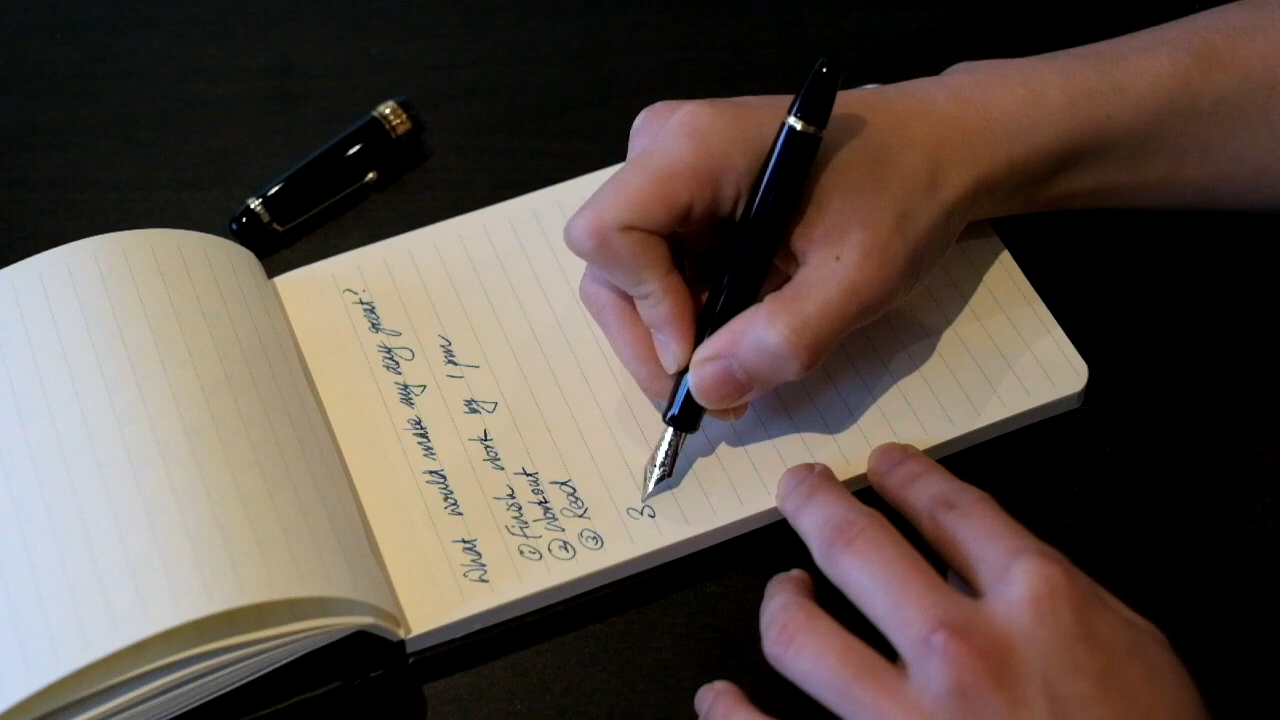 What would make my day great?
① Finish work by 1 pm
② Workout
③ Read
3